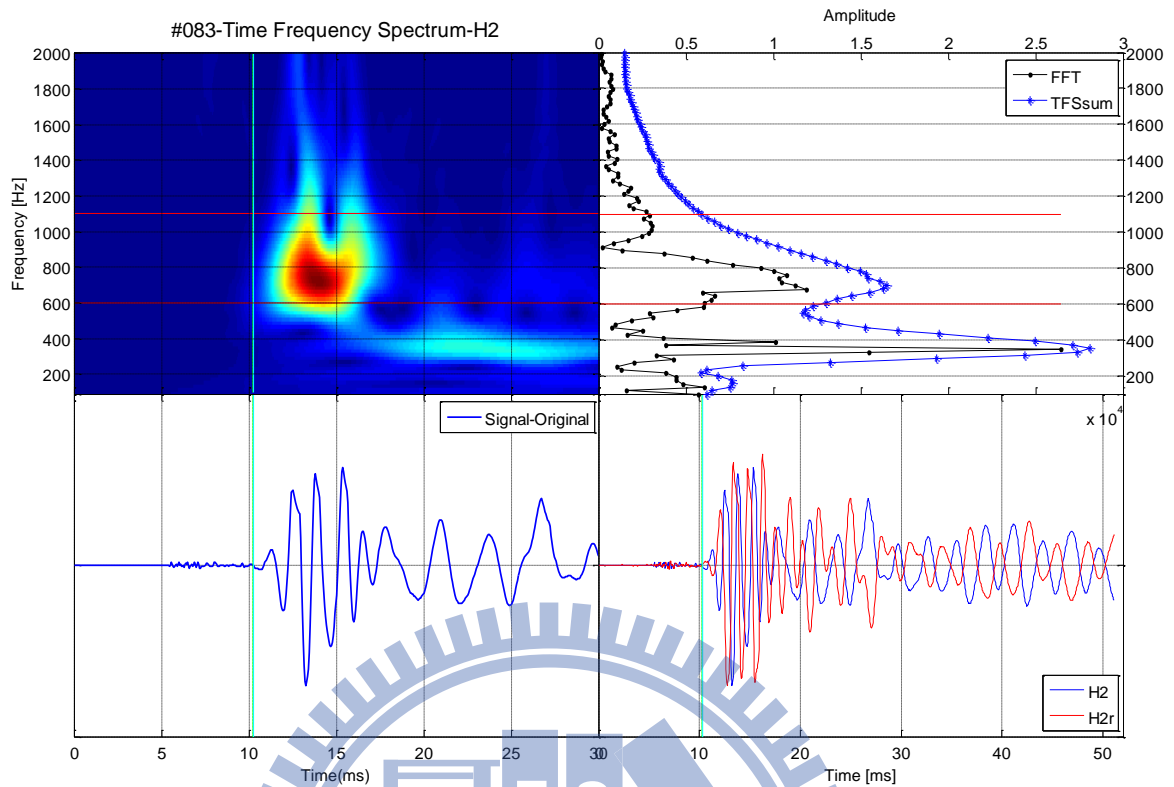 Amplitude
#083-Time Frequency Spectrum-H2
0 0.5 1 1.5 2 2.5 3
2000
1800
1600
1400
1200
1000
800
600
400
200
Frequency [Hz]
FFT
TFSsum
2000
1800
1600
1400
1200
1000
800
600
400
200
Signal-Original
x 10^4
H2
H2r
0 5 10 15 20 25 30
Time(ms)
0 10 20 30 40 50
Time [ms]